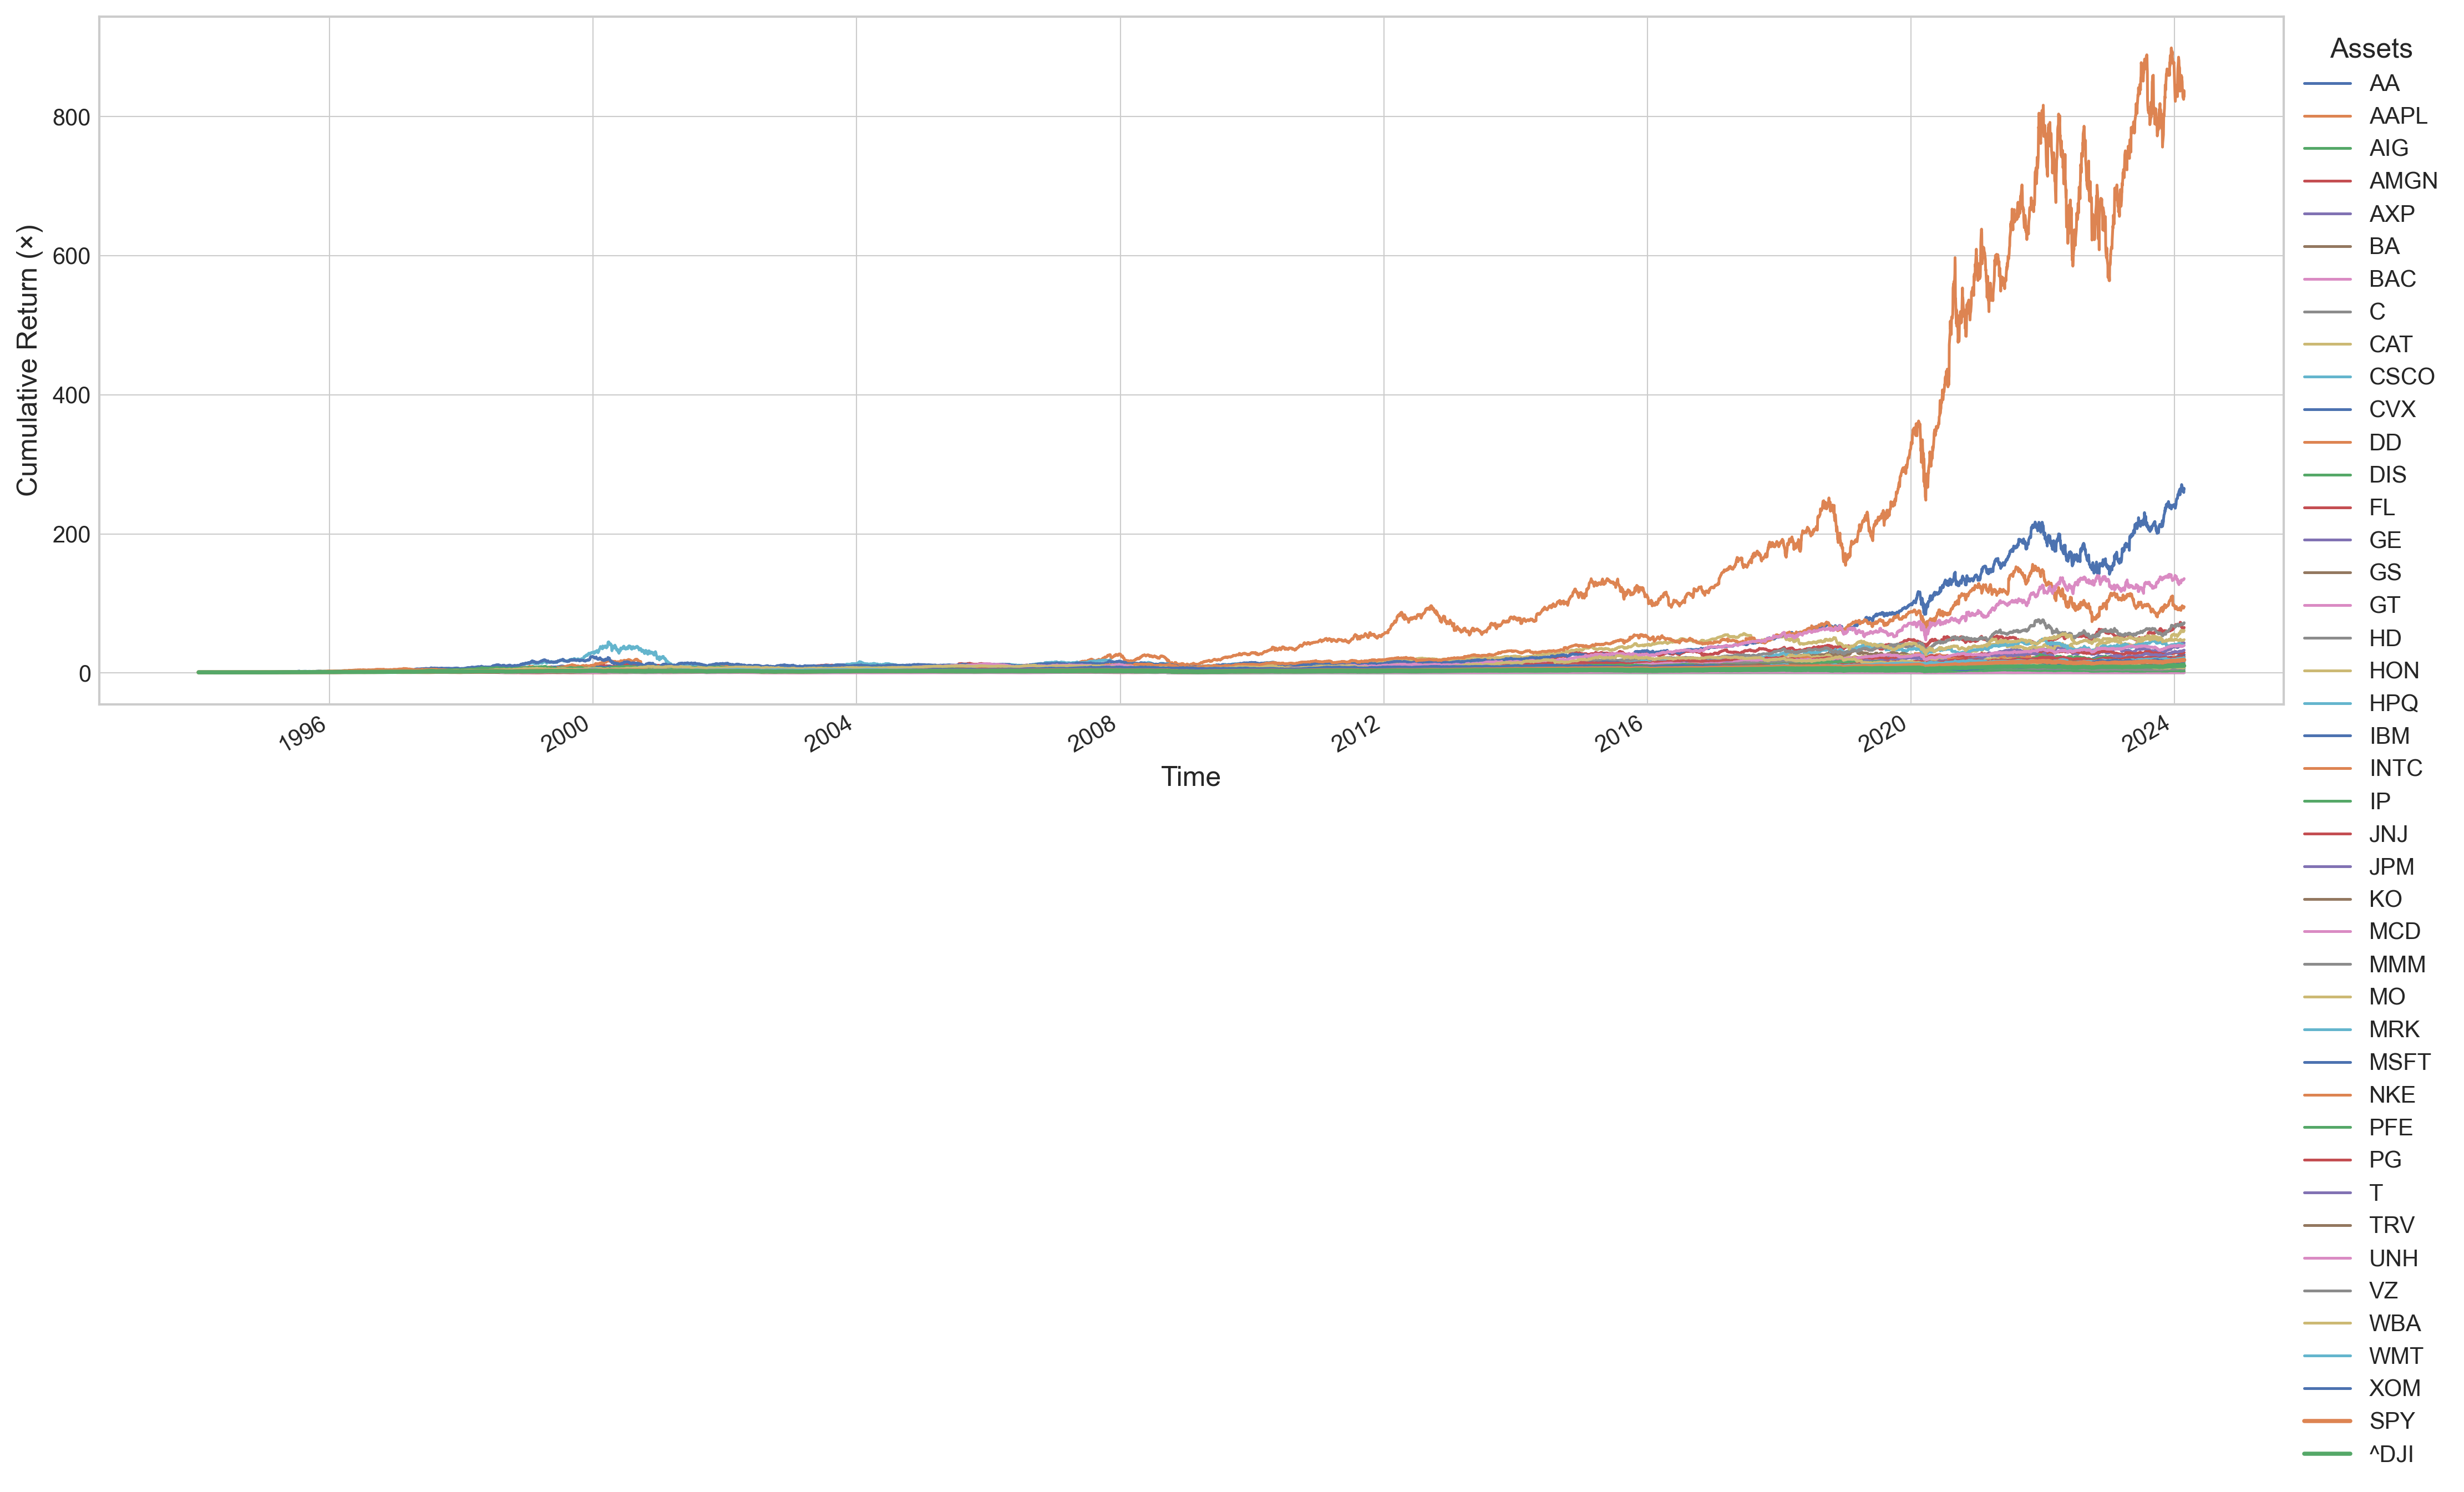 Cumulative Return (×)
800
600
400
200
0
1996
2000
2004
2008
2012
2016
2020
2024
Time
Assets
AA
AAPL
AIG
AMGN
AXP
BA
BAC
C
CAT
CSCO
CVX
DD
DIS
FL
GE
GS
GT
HD
HON
HPQ
IBM
INTC
IP
JNJ
JPM
KO
MCD
MMM
MO
MRK
MSFT
NKE
PFE
PG
T
TRV
UNH
VZ
WBA
WMT
XOM
SPY
^DJI